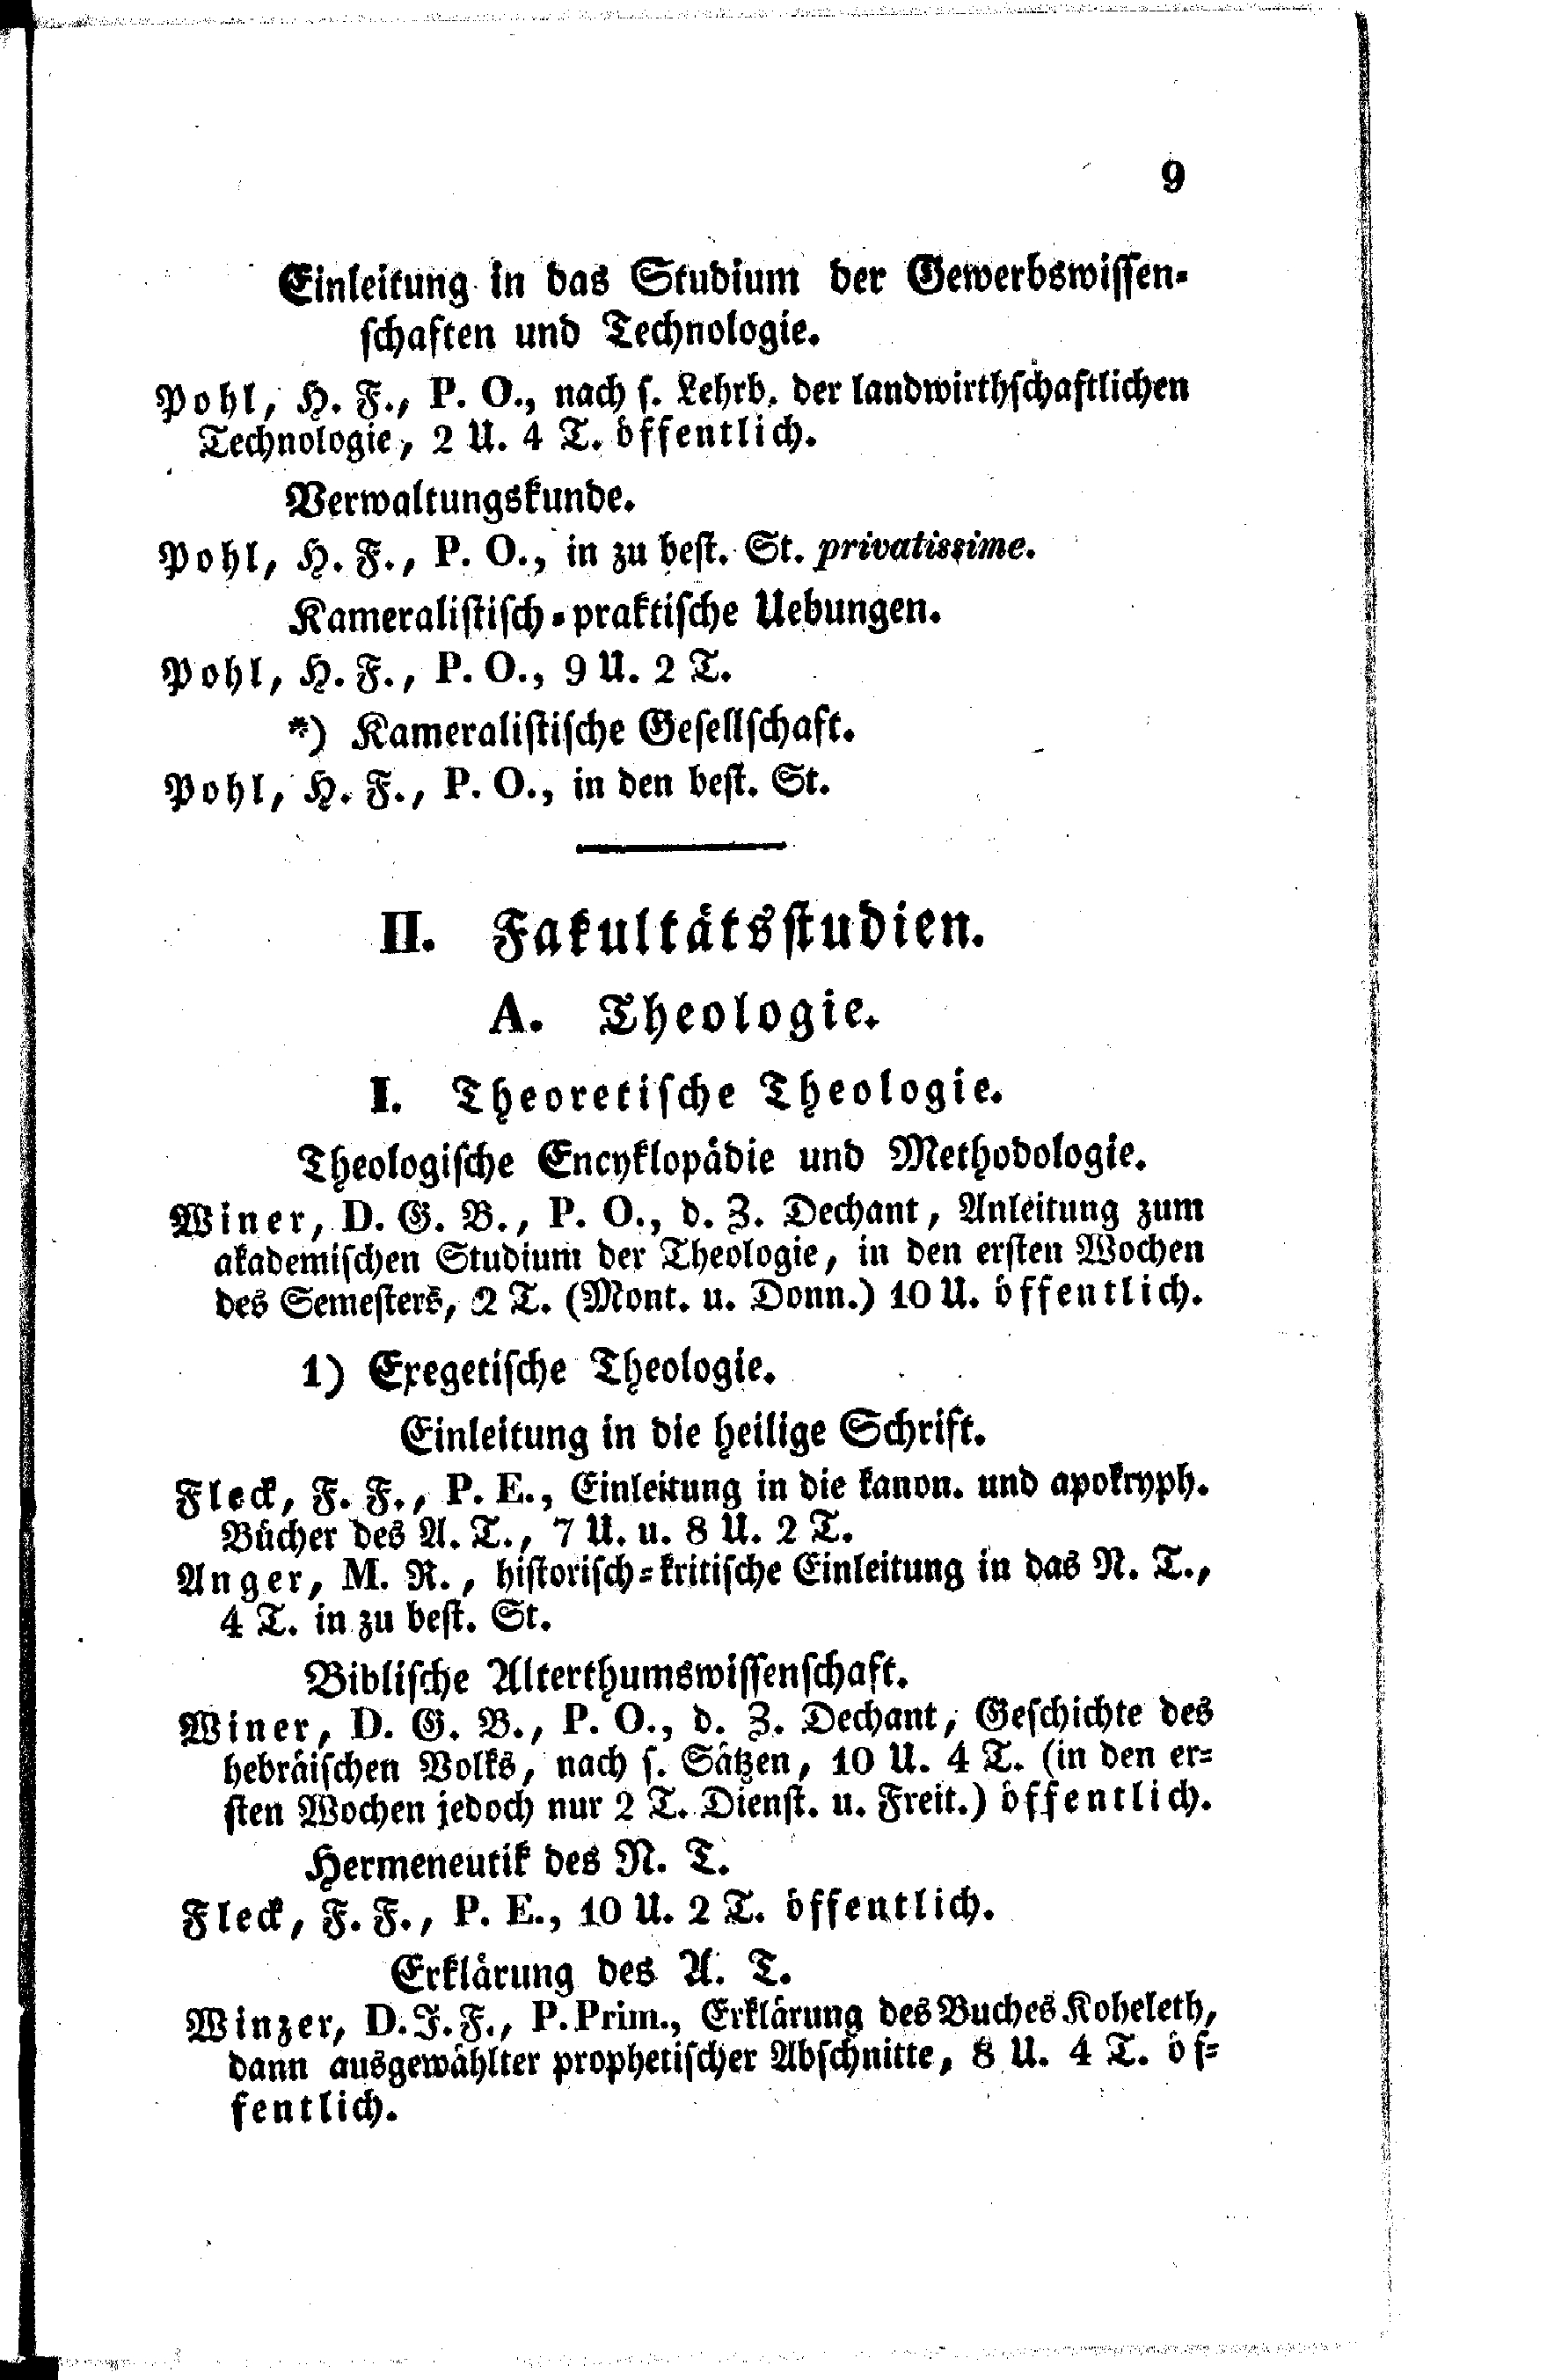 9
Einleitung in das Studium der Gewerbswissen-
schaften und Technologie.
Pohl, H. F., P. O., nach s. Lehrb. der landwirthschaftlichen
Technologie, 2 U. 4 T. öffentlich.
Verwaltungskunde.
Pohl, H. F., P. O., in zu best. St. privatissime.
Kameralistisch-praktische Uebungen.
Pohl, H. F., P. O., 9 U. 2 T.
*) Kameralistische Gesellschaft.
Pohl, H. F., P. O., in den best. St.
II. Fakultätsstudien.
A. Theologie.
I. Theoretische Theologie.
Theologische Encyklopädie und Methodologie.
Winer, D. G. B., P. O., d. Z. Dechant, Anleitung zum
akademischen Studium der Theologie, in den ersten Wochen
des Semesters, 2 T. (Mont. u. Donn.) 10 U. öffentlich.
1) Exegetische Theologie.
Einleitung in die heilige Schrift.
Fleck, F. F., P. E., Einleitung in die kanon. und apokryph.
Bücher des A. T., 7 U. u. 8 U. 2 T.
Anger, M. R., historisch-kritische Einleitung in das N. T.,
4 T. in zu best. St.
Biblische Alterthumswissenschaft.
Winer, D. G. B., P. O., d. Z. Dechant, Geschichte des
hebräischen Volks, nach s. Sätzen, 10 U. 4 T. (in den er-
sten Wochen jedoch nur 2 T. Dienst. u. Freit.) öffentlich.
Hermeneutik des N. T.
Fleck, F. F., P. E., 10 U. 2 T. öffentlich.
Erklärung des A. T.
Winzer, D. J. F., P. Prim., Erklärung des Buches Koheleth,
dann ausgewählter prophetischer Abschnitte, 8 U. 4 T. öf-
fentlich.